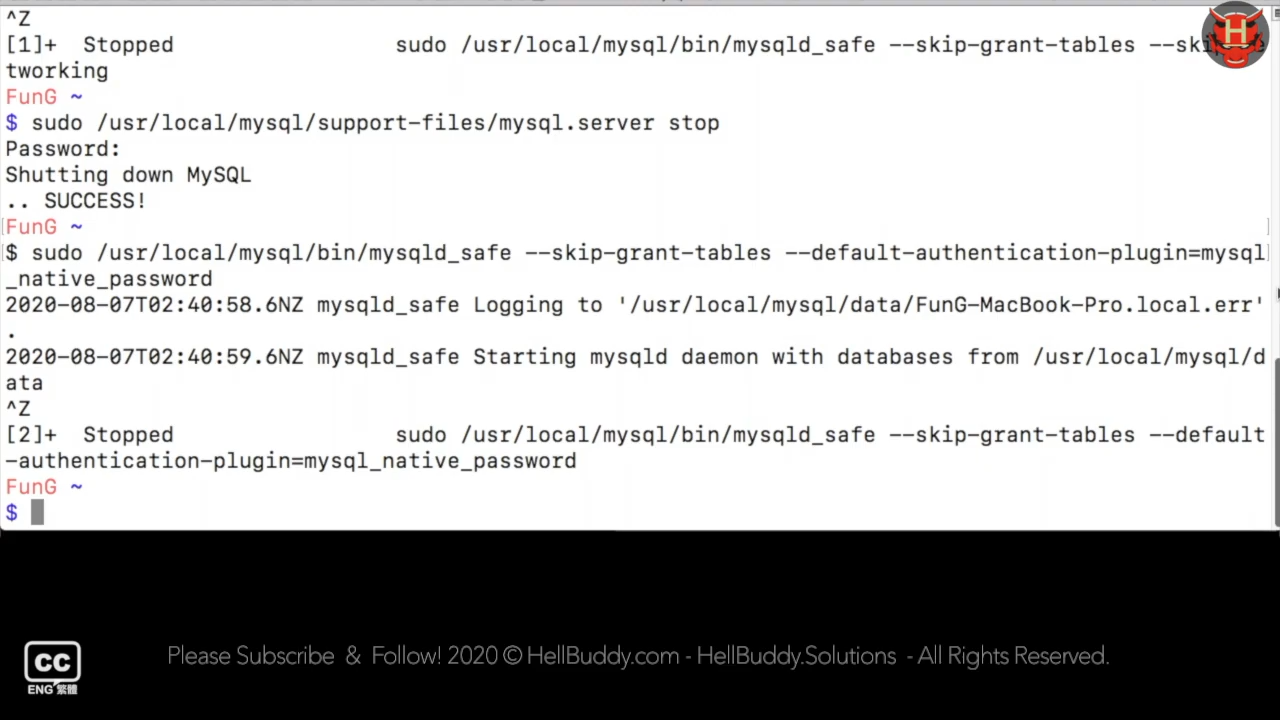 ^Z
[1]+  Stopped                 sudo /usr/local/mysql/bin/mysqld_safe --skip-grant-tables
tworking
FunG ~
$ sudo /usr/local/mysql/support-files/mysql.server stop
Password:
Shutting down MySQL
.. SUCCESS!
FunG ~
$ sudo /usr/local/mysql/bin/mysqld_safe --skip-grant-tables --default-authentication-plugin=mysql
_native_password
2020-08-07T02:40:58.6NZ mysqld_safe Logging to '/usr/local/mysql/data/FunG-MacBook-Pro.local.err'
.
2020-08-07T02:40:59.6NZ mysqld_safe Starting mysqld daemon with databases from /usr/local/mysql/d
ata
^Z
[2]+  Stopped                 sudo /usr/local/mysql/bin/mysqld_safe --skip-grant-tables --default
-authentication-plugin=mysql_native_password
FunG ~
$
H
CC
ENG 繁體
Please Subscribe & Follow! 2020 © HellBuddy.com - HellBuddy.Solutions - All Rights Reserved.